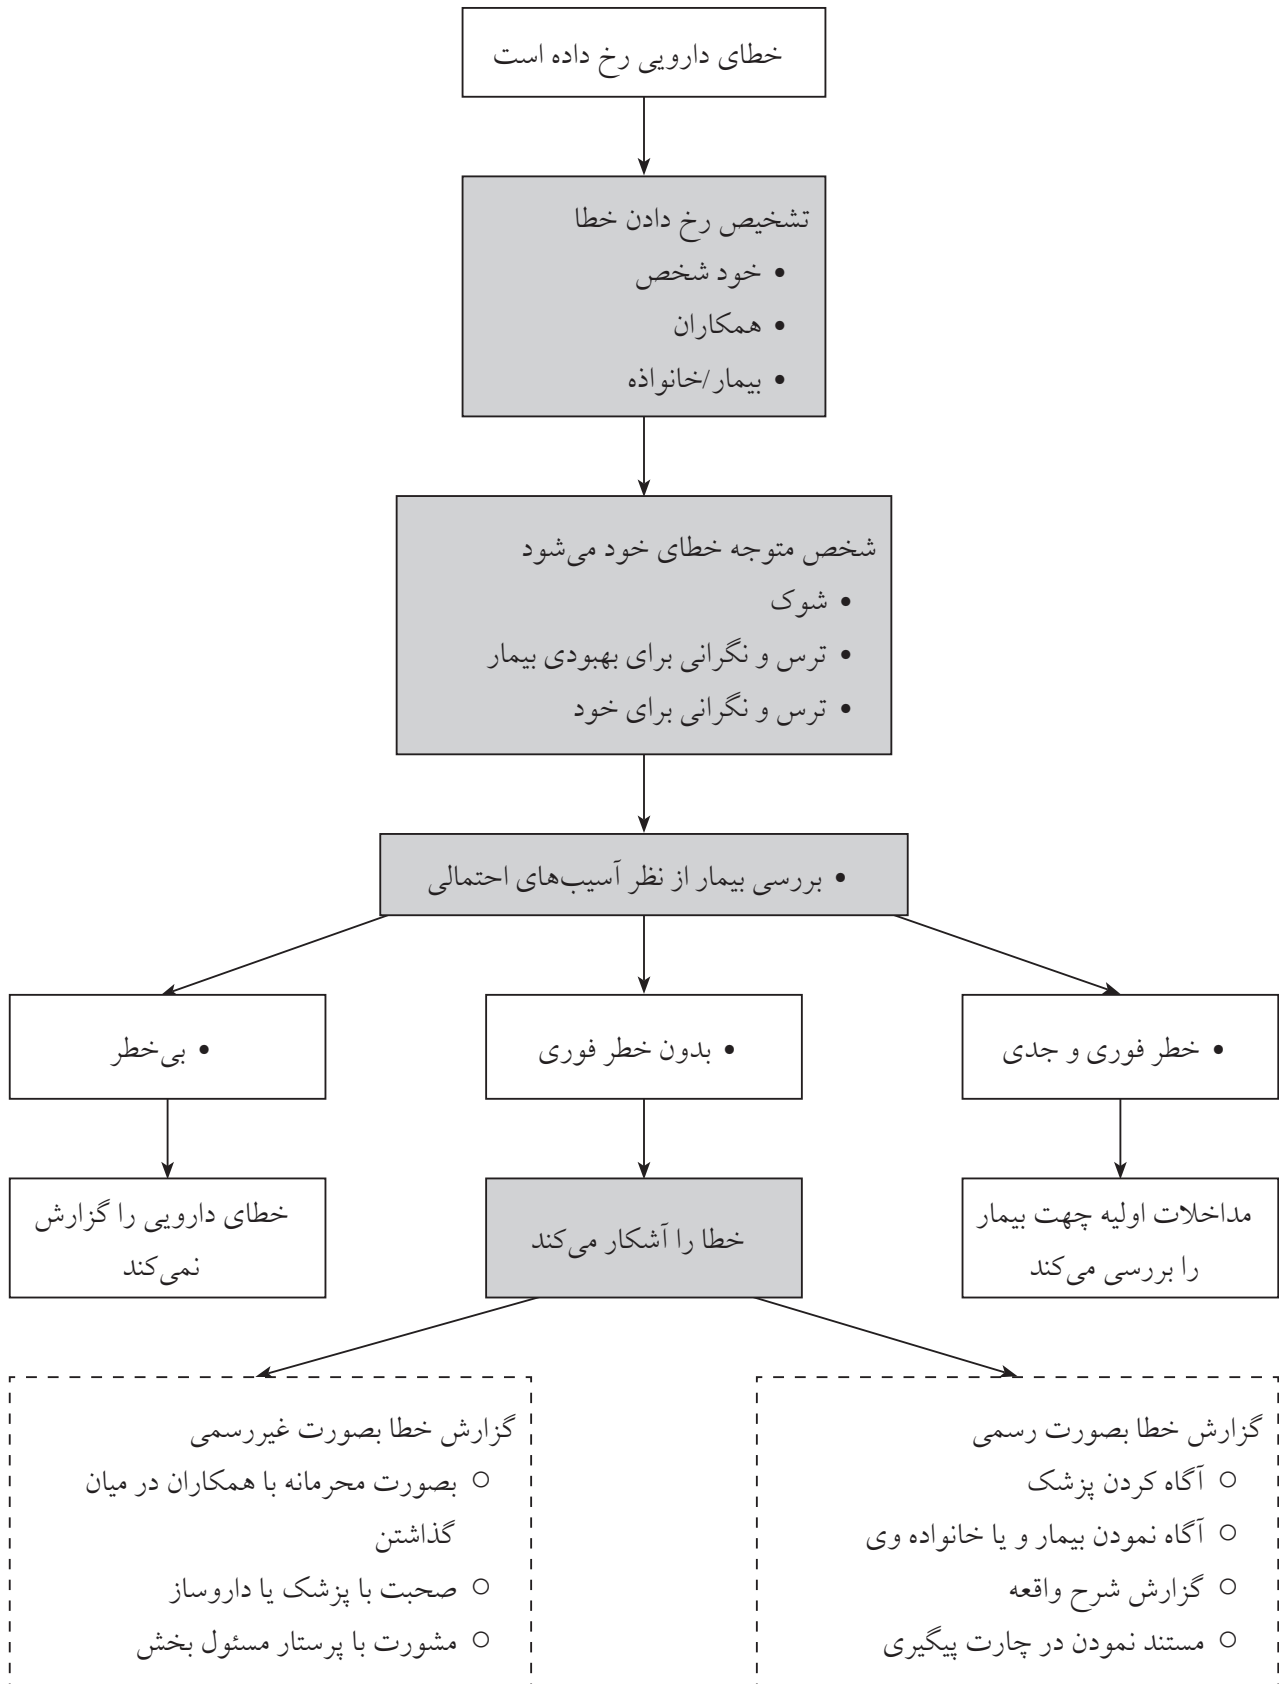 خطای دارویی رخ داده است
تشخیص رخ دادن خطا
• خود شخص
• همکاران
• بیمار/خانواذه
شخص متوجه خطای خود می‌شود
• شوک
• ترس و نگرانی برای بهبودی بیمار
• ترس و نگرانی برای خود
• بررسی بیمار از نظر آسیب‌های احتمالی
• خطر فوری و جدی
• بدون خطر فوری
• بی‌خطر
مداخلات اولیه چهت بیمار
را بررسی می‌کند
خطا را آشکار می‌کند
خطای دارویی را گزارش
نمی‌کند
گزارش خطا بصورت رسمی
○ آگاه کردن پزشک
○ آگاه نمودن بیمار و یا خانواده وی
○ گزارش شرح واقعه
○ مستند نمودن در چارت پیگیری
گزارش خطا بصورت غیررسمی
○ بصورت محرمانه با همکاران در میان
گذاشتن
○ صحبت با پزشک یا داروساز
○ مشورت با پرستار مسئول بخش